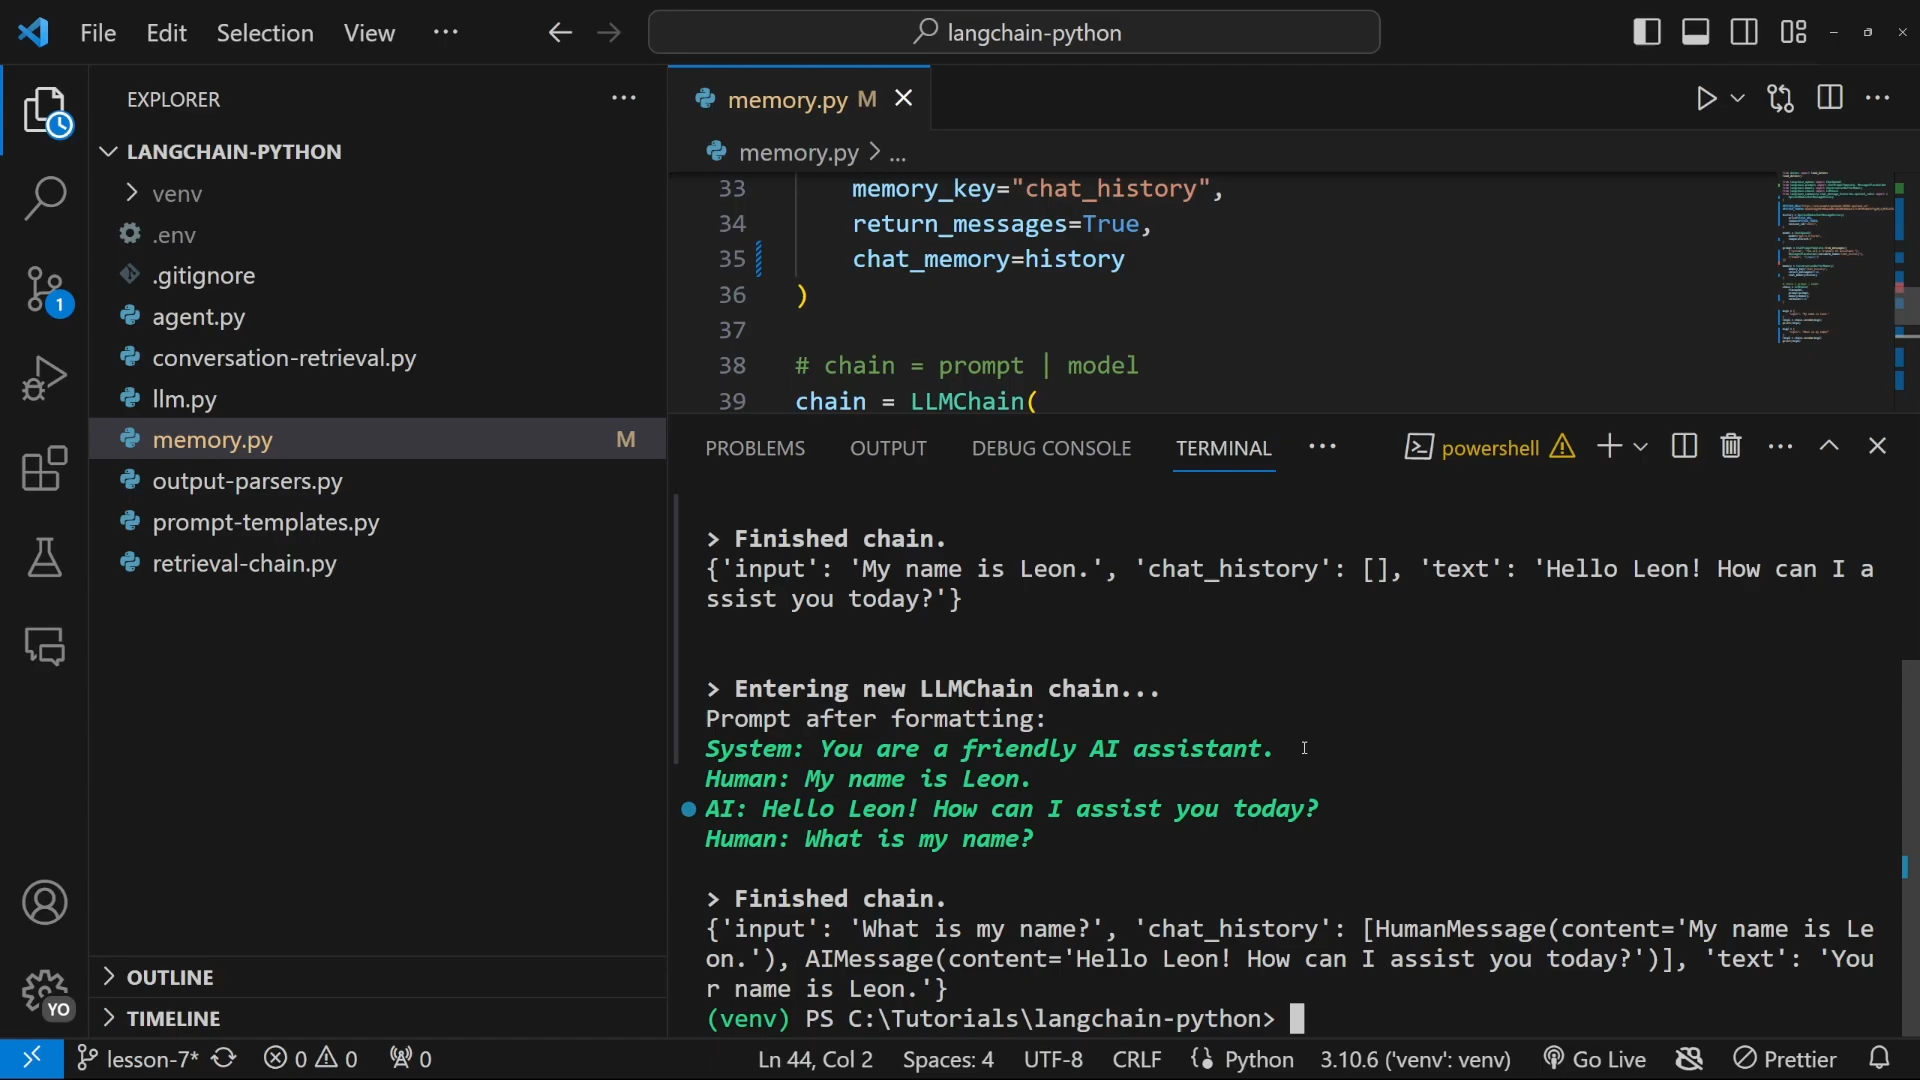 File Edit Selection View ··· langchain-python
EXPLORER ···
LANGCHAIN-PYTHON
venv
.env
.gitignore
agent.py
conversation-retrieval.py
llm.py
memory.py M
output-parsers.py
prompt-templates.py
retrieval-chain.py
OUTLINE
TIMELINE
1
YO
memory.py M
memory.py > ...
33 memory_key="chat_history",
34 return_messages=True,
35 chat_memory=history
36 )
37
38 # chain = prompt | model
39 chain = LLMChain(
PROBLEMS OUTPUT DEBUG CONSOLE TERMINAL ··· powershell
> Finished chain.
{'input': 'My name is Leon.', 'chat_history': [], 'text': 'Hello Leon! How can I a
ssist you today?'}
> Entering new LLMChain chain...
Prompt after formatting:
System: You are a friendly AI assistant.
Human: My name is Leon.
AI: Hello Leon! How can I assist you today?
Human: What is my name?
> Finished chain.
{'input': 'What is my name?', 'chat_history': [HumanMessage(content='My name is Le
on.'), AIMessage(content='Hello Leon! How can I assist you today?')], 'text': 'You
r name is Leon.'}
(venv) PS C:\Tutorials\langchain-python>
lesson-7* 0 0 0 Ln 44, Col 2 Spaces: 4 UTF-8 CRLF Python 3.10.6 ('venv': venv) Go Live Prettier